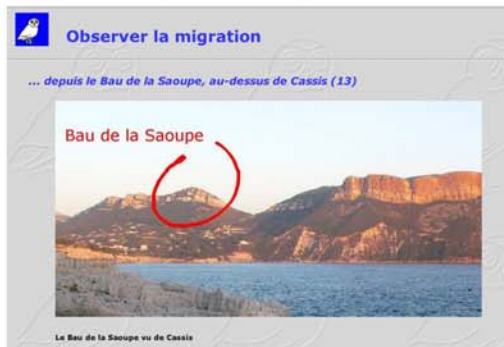 Observer la migration
... depuis le Bau de la Saoupe, au-dessus de Cassis (13)
Bau de la Saoupe
Le Bau de la Saoupe vu de Cassis